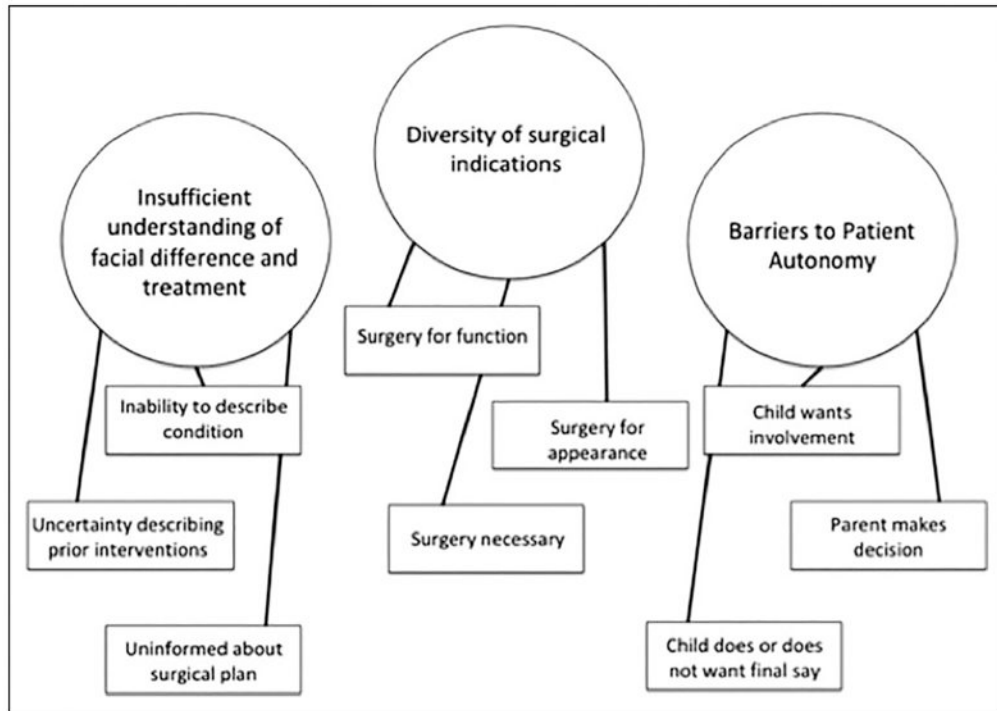 Insufficient
understanding of
facial difference and
treatment
Inability to describe
condition
Uncertainty describing
prior interventions
Uninformed about
surgical plan
Diversity of surgical
indications
Surgery for function
Surgery for
appearance
Surgery necessary
Barriers to Patient
Autonomy
Child wants
involvement
Parent makes
decision
Child does or does
not want final say